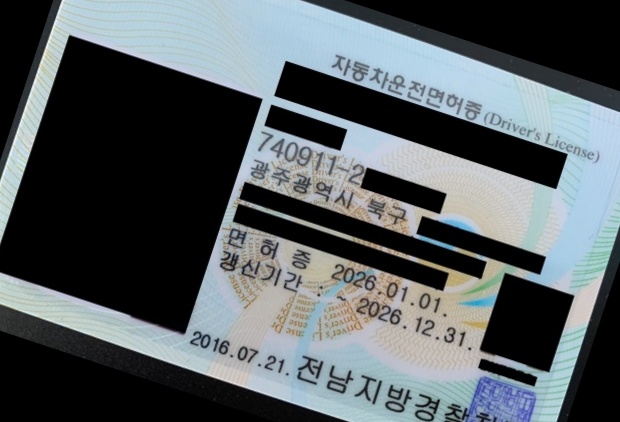 자동차운전면허증 (Driver's License)
740911-2
광주광역시 북구
면 허 증 2026.01.01.
갱신기간 : ~ 2026.12.31.
2016.07.21. 전남지방경찰청